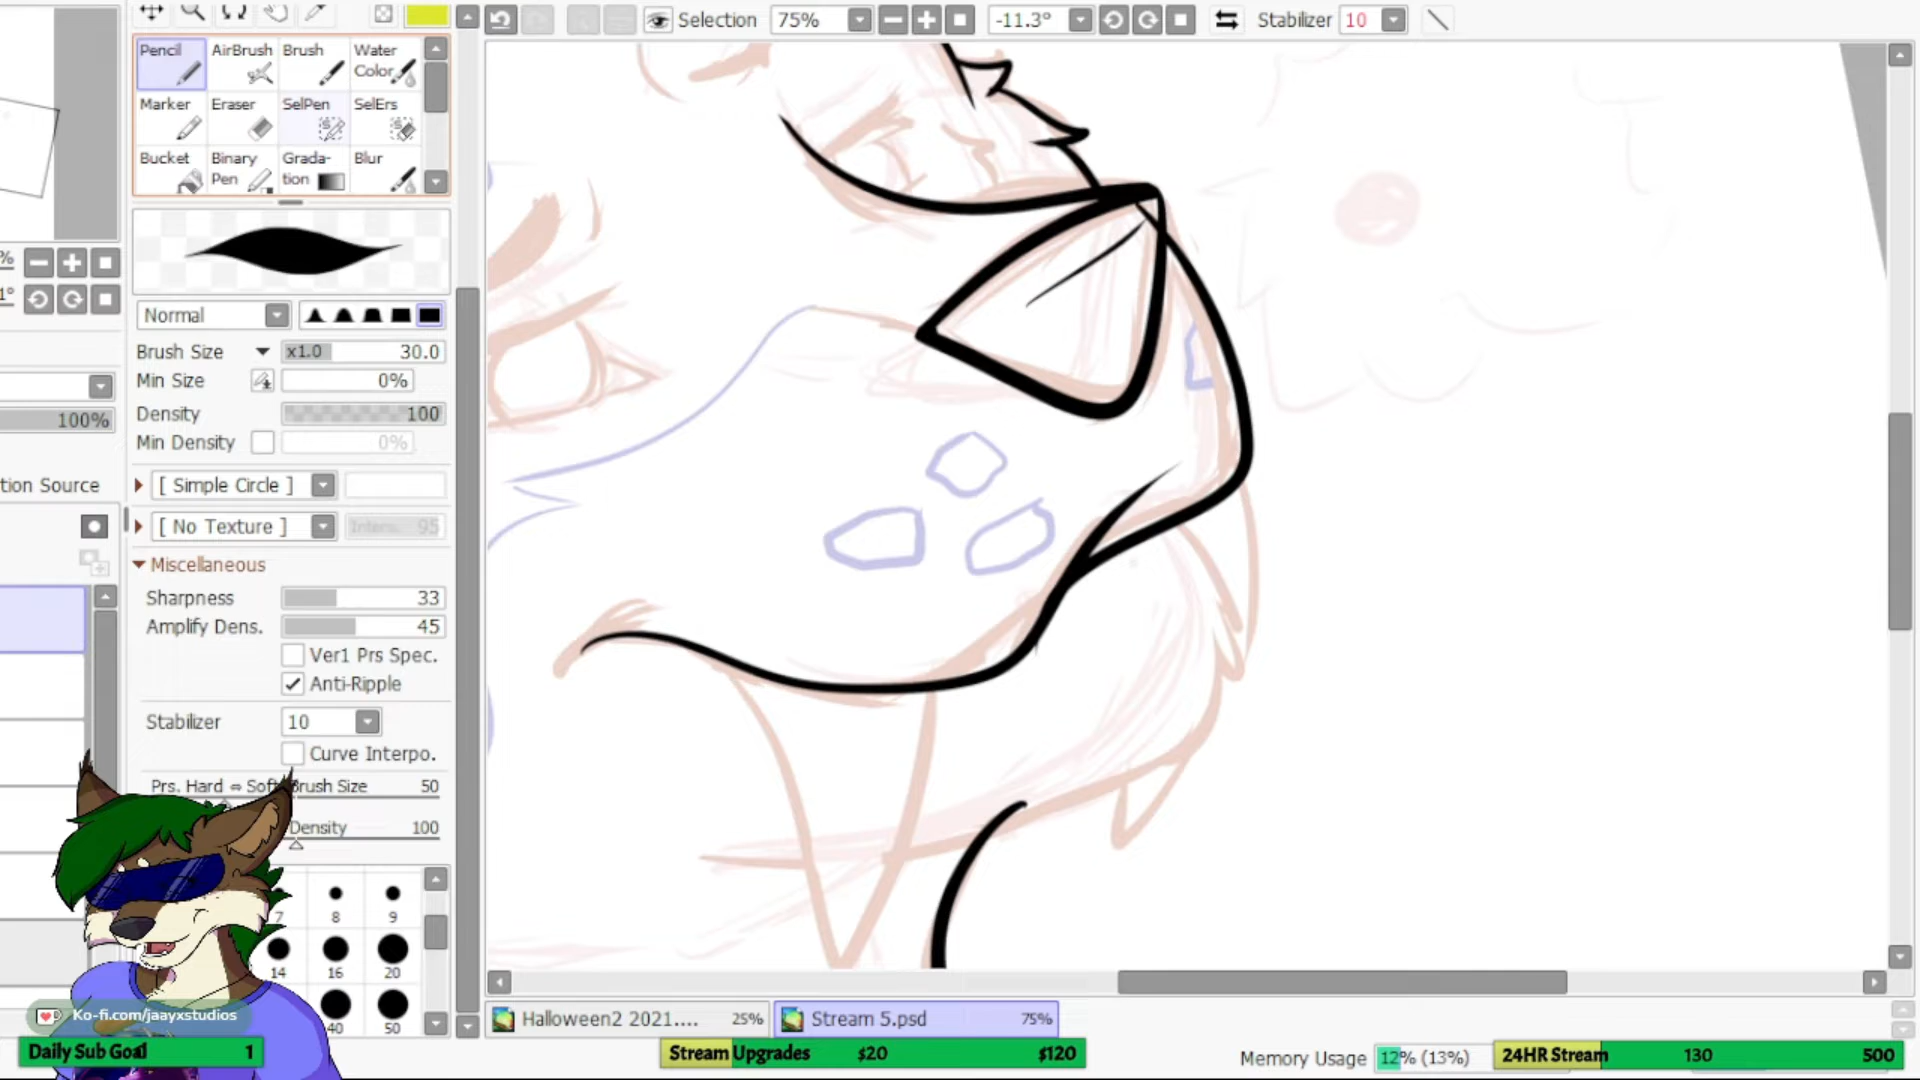 Selection 75% -11.3° Stabilizer 10
Pencil AirBrush Brush Water Color
Marker Eraser SelPen SelErs
Bucket Binary Pen Grada-tion Blur
%
1°
Normal
Brush Size x1.0 30.0
Min Size 0%
Density 100
100%
Min Density 0%
tion Source
[ Simple Circle ]
[ No Texture ] 95
Miscellaneous
Sharpness 33
Amplify Dens. 45
Ver1 Prs Spec.
Anti-Ripple
Stabilizer 10
Curve Interpo.
Prs. Hard ⇔ Soft Brush Size 50
Density 100
7 8 9
14 16 20
40 50
Ko-fi.com/jaayxstudios
Halloween2 2021.... 25% Stream 5.psd 75%
Daily Sub Goal 1
Stream Upgrades $20 $120
Memory Usage 12% (13%)
24HR Stream 130 500